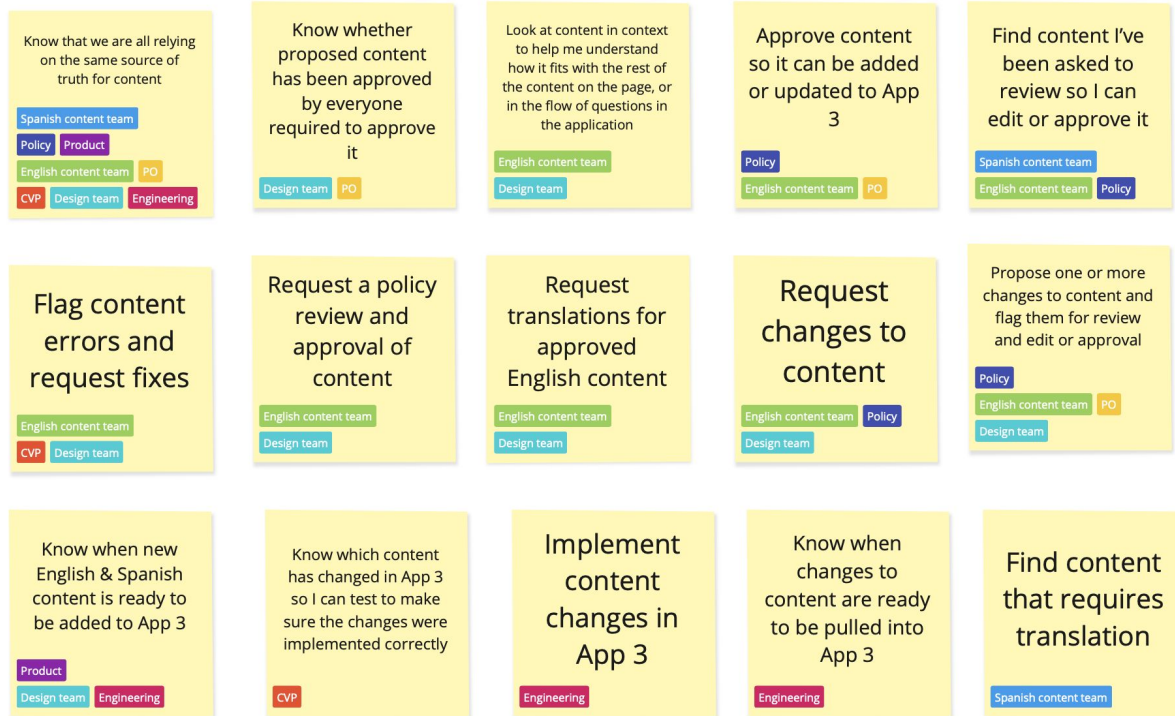 Know that we are all relying
on the same source of
truth for content
Spanish content team
Policy Product
English content team PO
CVP Design team Engineering
Know whether
proposed content
has been approved
by everyone
required to approve
it
Design team PO
Look at content in context
to help me understand
how it fits with the rest of
the content on the page, or
in the flow of questions in
the application
English content team
Design team
Approve content
so it can be added
or updated to App
3
Policy
English content team PO
Find content I’ve
been asked to
review so I can
edit or approve it
Spanish content team
English content team Policy
Flag content
errors and
request fixes
English content team
CVP Design team
Request a policy
review and
approval of
content
English content team
Design team
Request
translations for
approved
English content
English content team
Design team
Request
changes to
content
English content team Policy
Design team
Propose one or more
changes to content and
flag them for review
and edit or approval
Policy
English content team PO
Design team
Know when new
English & Spanish
content is ready to
be added to App 3
Product
Design team Engineering
Know which content
has changed in App 3
so I can test to make
sure the changes were
implemented correctly
CVP
Implement
content
changes in
App 3
Engineering
Know when
changes to
content are ready
to be pulled into
App 3
Engineering
Find content
that requires
translation
Spanish content team